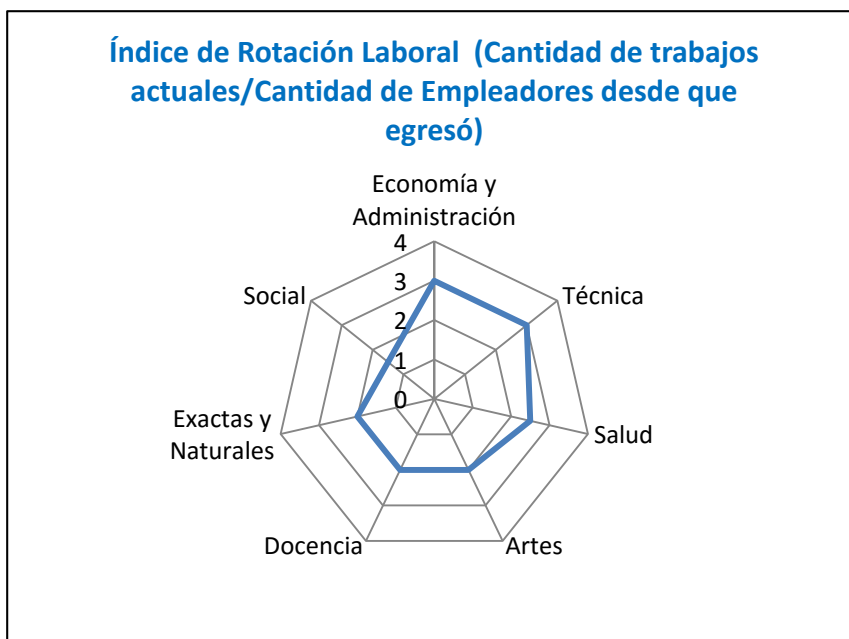 Índice de Rotación Laboral (Cantidad de trabajos
actuales/Cantidad de Empleadores desde que
egresó)
Economía y
Administración
4
3
2
1
0
Social
Técnica
Exactas y
Naturales
Salud
Docencia
Artes